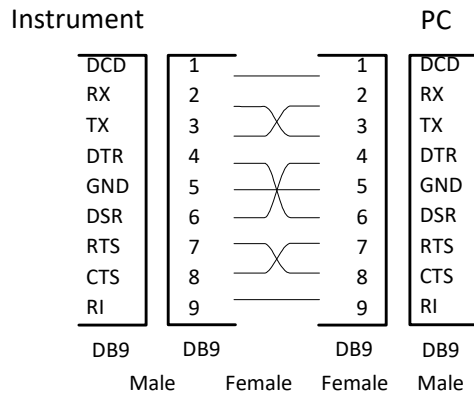 Instrument PC
DCD 1 1 DCD
RX 2 2 RX
TX 3 3 TX
DTR 4 4 DTR
GND 5 5 GND
DSR 6 6 DSR
RTS 7 7 RTS
CTS 8 8 CTS
RI 9 9 RI
DB9 DB9 DB9 DB9
Male Female Female Male